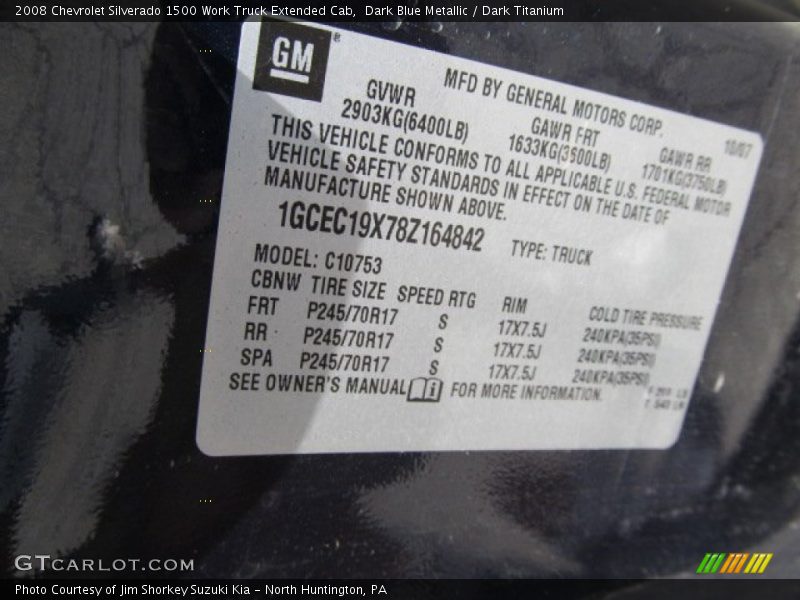 2008 Chevrolet Silverado 1500 Work Truck Extended Cab, Dark Blue Metallic / Dark Titanium
GM®
MFD BY GENERAL MOTORS CORP.
10/07
GVWR GAWR FRT GAWR RR
2903KG(6400LB) 1633KG(3600LB) 1701KG(3750LB)
THIS VEHICLE CONFORMS TO ALL APPLICABLE U.S. FEDERAL MOTOR
VEHICLE SAFETY STANDARDS IN EFFECT ON THE DATE OF
MANUFACTURE SHOWN ABOVE.
1GCEC19X78Z164842 TYPE: TRUCK
MODEL: C10753
CBNW TIRE SIZE SPEED RTG RIM COLD TIRE PRESSURE
FRT P245/70R17 S 17X7.5J 240KPA(35PSI)
RR P245/70R17 S 17X7.5J 240KPA(35PSI)
SPA P245/70R17 S 17X7.5J 240KPA(35PSI)
SEE OWNER'S MANUAL FOR MORE INFORMATION.
GTCARLOT.COM
Photo Courtesy of Jim Shorkey Suzuki Kia – North Huntington, PA